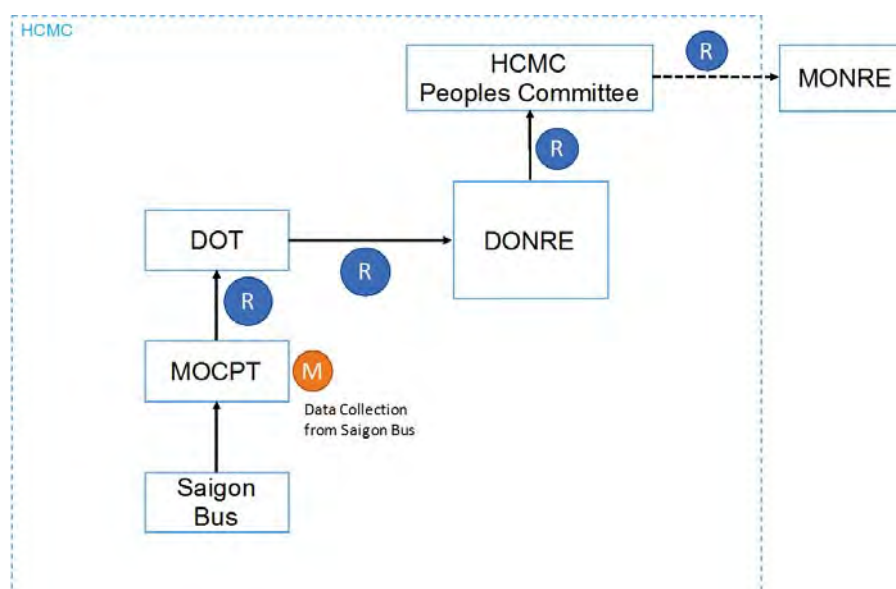 HCMC
HCMC
Peoples Committee
R
MONRE
R
DOT
R
DONRE
R
MOCPT
M
Data Collection
from Saigon Bus
Saigon
Bus